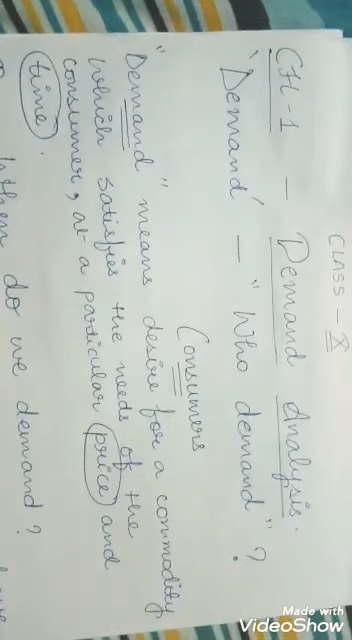 CLASS - X
CH-1 - Demand Analysis.
"Demand" - "Who demand"?
Consumers
"Demand" means desire for a commodity
which satisfies the needs of the
consumer, at a particular price and
time.
When do we demand?
Made with
VideoShow